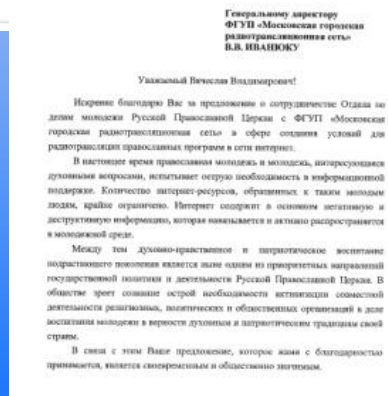 Генеральному директору
ФГУП «Московская городская
радиотрансляционная сеть»
В.В. ИВАНЮКУ
Уважаемый Вячеслав Владимирович!
Искренне благодарю Вас за предложение о сотрудничестве Отдела по
делам молодежи Русской Православной Церкви с ФГУП «Московская
городская радиотрансляционная сеть» в сфере создания условий для
радиотрансляции православных программ в сети интернет.
В настоящее время православная молодежь и молодежь, интересующаяся
духовными вопросами, испытывает острую необходимость в информационной
поддержке. Количество интернет-ресурсов, обращенных к таким молодым
людям, крайне ограничено. Интернет содержит в основном негативную и
деструктивную информацию, которая навязывается и активно распространяется
в молодежной среде.
Между тем духовно-нравственное и патриотическое воспитание
подрастающего поколения является ныне одним из приоритетных направлений
государственной политики и деятельности Русской Православной Церкви. В
обществе зреет сознание острой необходимости активизации совместной
деятельности религиозных, политических и общественных организаций в деле
воспитания молодежи в верности духовным и патриотическим традициям своей
страны.
В связи с этим Ваше предложение, которое нами с благодарностью
принимается, является своевременным и общественно значимым.